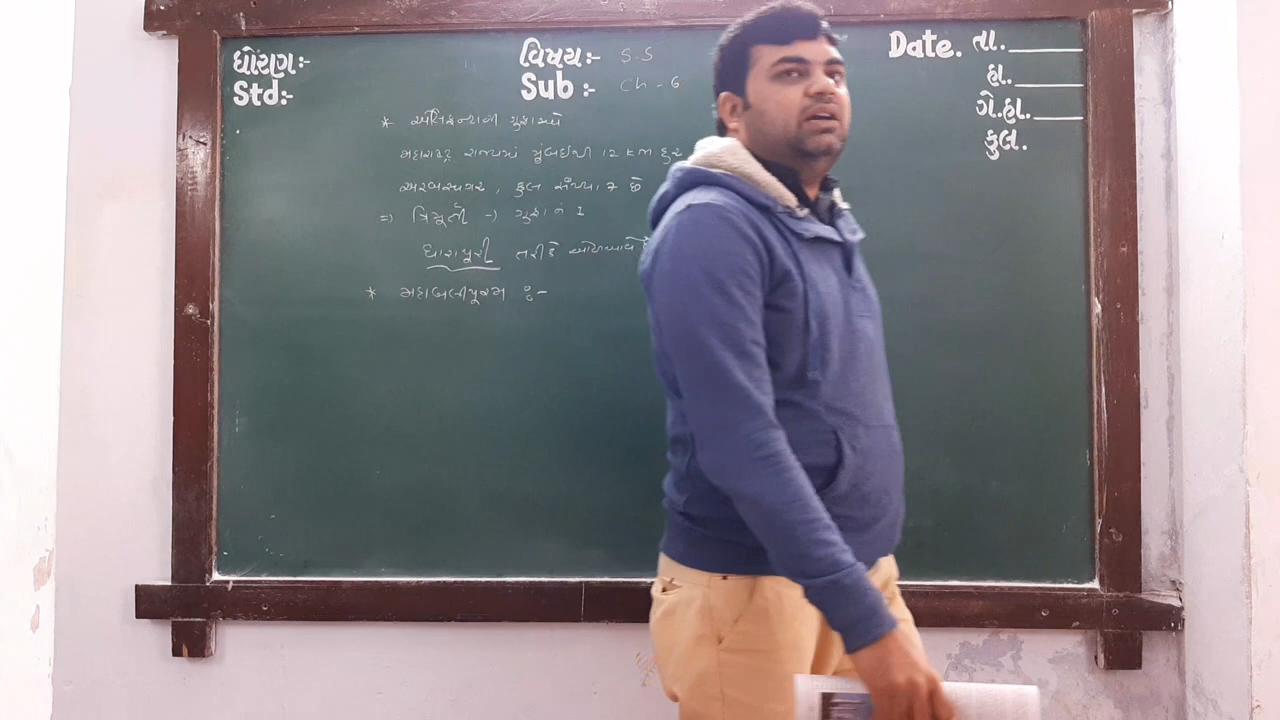 ધોરણ:- વિષય:- S.S Date. તા.
Std:- Sub :- Ch - 6 હા.
ગે.હા.
કુલ.
* એલિફન્ટાની ગુફાઓ
મહારાષ્ટ્ર રાજ્યમાં મુંબઈથી 12 KM દુર
અરબસાગર, કુલ સંખ્યા 7 છે
=> ત્રિમૂર્તી -> ગુફા નં 1
ધારાપૂરી તરીકે
* મહાબલીપૂરમ :-